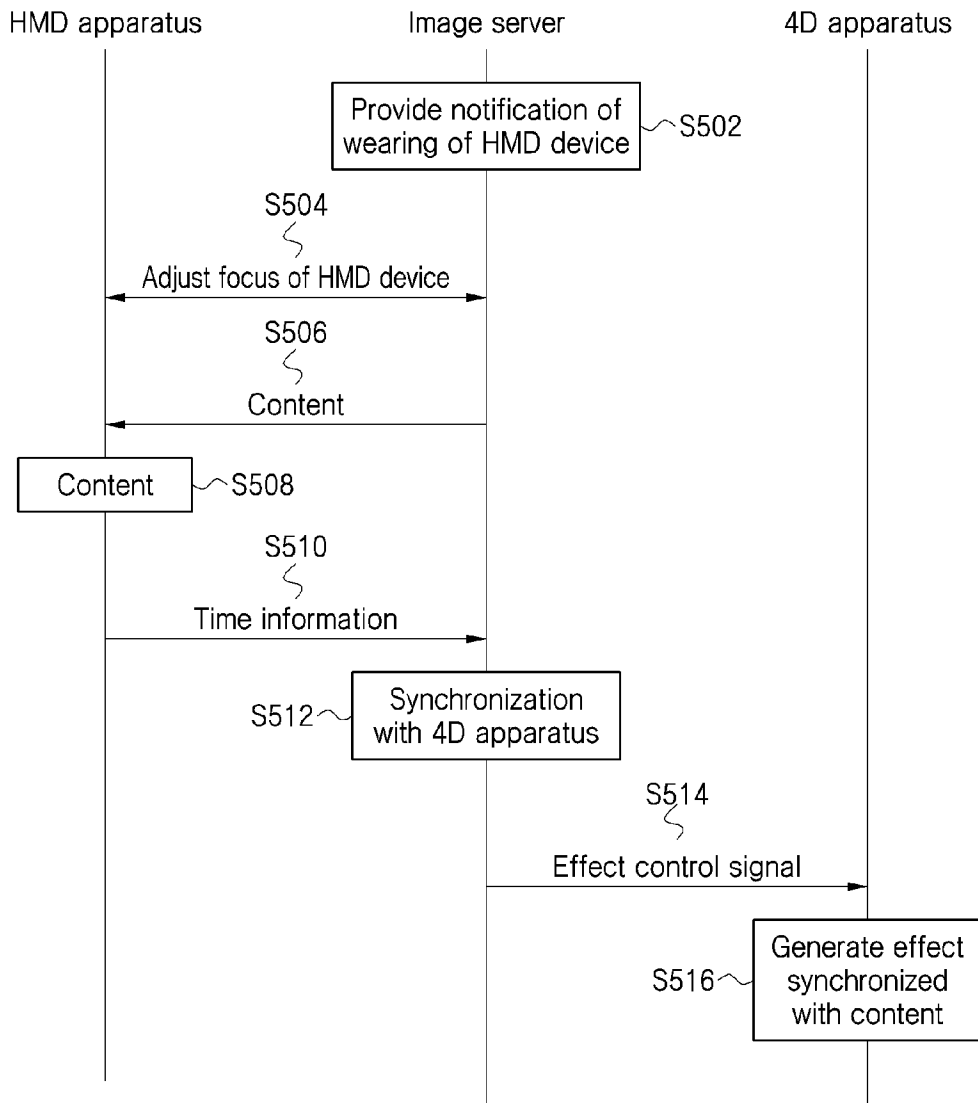 HMD apparatus
Image server
4D apparatus
Provide notification of
wearing of HMD device
S502
S504
Adjust focus of HMD device
S506
Content
Content
S508
S510
Time information
S512
Synchronization
with 4D apparatus
S514
Effect control signal
S516
Generate effect
synchronized
with content